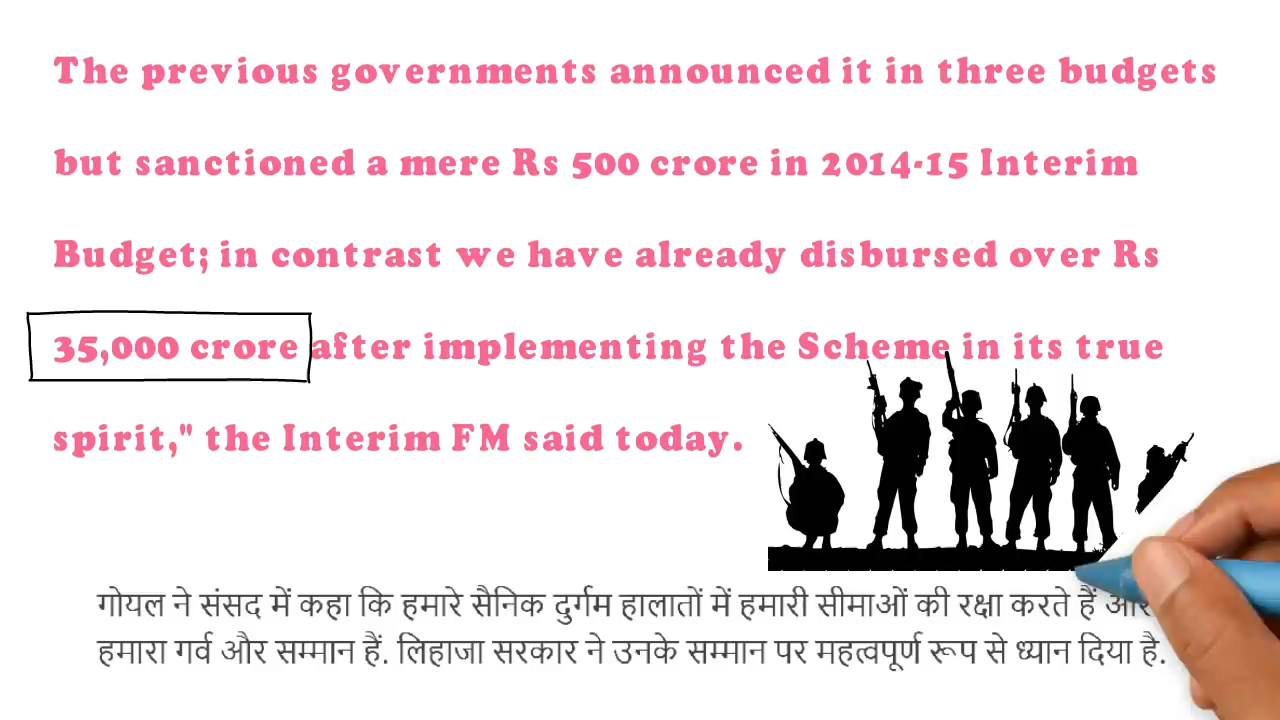 The previous governments announced it in three budgets
but sanctioned a mere Rs 500 crore in 2014-15 Interim
Budget; in contrast we have already disbursed over Rs
35,000 crore after implementing the Scheme in its true
spirit," the Interim FM said today.
गोयल ने संसद में कहा कि हमारे सैनिक दुर्गम हालातों में हमारी सीमाओं की रक्षा करते हैं
हमारा गर्व और सम्मान हैं. लिहाजा सरकार ने उनके सम्मान पर महत्वपूर्ण रूप से ध्यान दिया है.